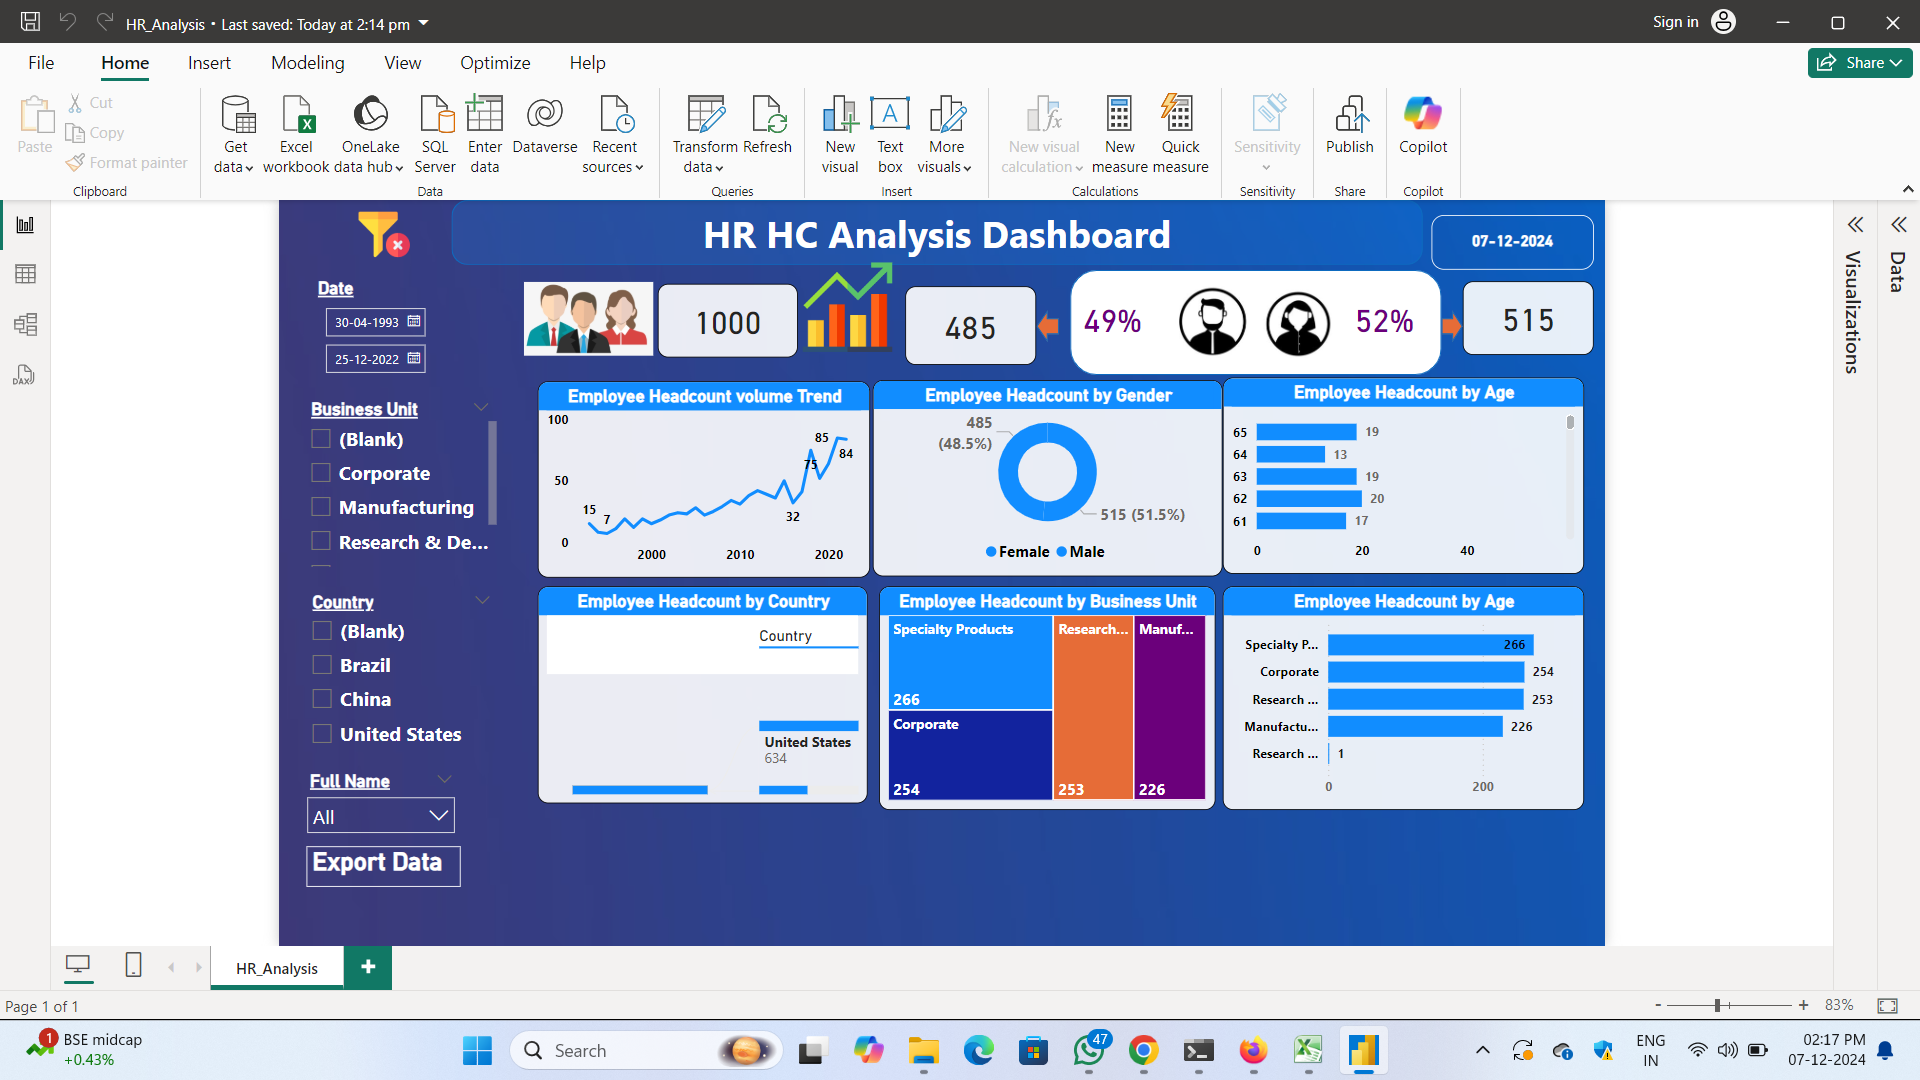 HR_Analysis • Last saved: Today at 2:14 pm
Sign in
File
Home
Insert
Modeling
View
Optimize
Help
Share
Paste
Cut
Copy
Format painter
Clipboard
Get data
Excel workbook
OneLake data hub
SQL Server
Enter data
Dataverse
Recent sources
Data
Transform data
Refresh
Queries
New visual
Text box
More visuals
Insert
New visual calculation
New measure
Quick measure
Calculations
Sensitivity
Sensitivity
Publish
Share
Copilot
Copilot
HR HC Analysis Dashboard
07-12-2024
Date
30-04-1993
25-12-2022
1000
485
49%
52%
515
Business Unit
(Blank)
Corporate
Manufacturing
Research & De...
Country
(Blank)
Brazil
China
United States
Full Name
All
Export Data
Employee Headcount volume Trend
100
50
0
15
7
32
75
85
84
2000
2010
2020
Employee Headcount by Gender
485
(48.5%)
515 (51.5%)
Female
Male
Employee Headcount by Age
65
19
64
13
63
19
62
20
61
17
0
20
40
Employee Headcount by Country
Country
United States
634
Employee Headcount by Business Unit
Specialty Products
266
Corporate
254
Research...
253
Manuf...
226
Employee Headcount by Age
Specialty P...
266
Corporate
254
Research ...
253
Manufactu...
226
Research ...
1
0
200
Visualizations
Data
HR_Analysis
Page 1 of 1
- + 83%
1
BSE midcap
+0.43%
Search
47
ENG
IN
02:17 PM
07-12-2024
DAX